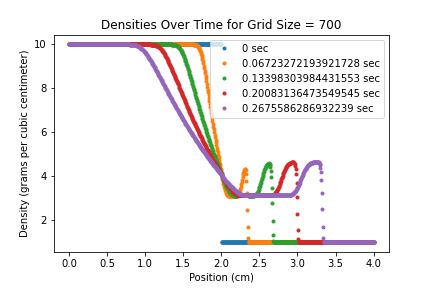 Densities Over Time for Grid Size = 700
Density (grams per cubic centimeter)
10
8
6
4
2
0 sec
0.06723272193921728 sec
0.13398303984431553 sec
0.20083136473549545 sec
0.2675586286932239 sec
0.0 0.5 1.0 1.5 2.0 2.5 3.0 3.5 4.0
Position (cm)